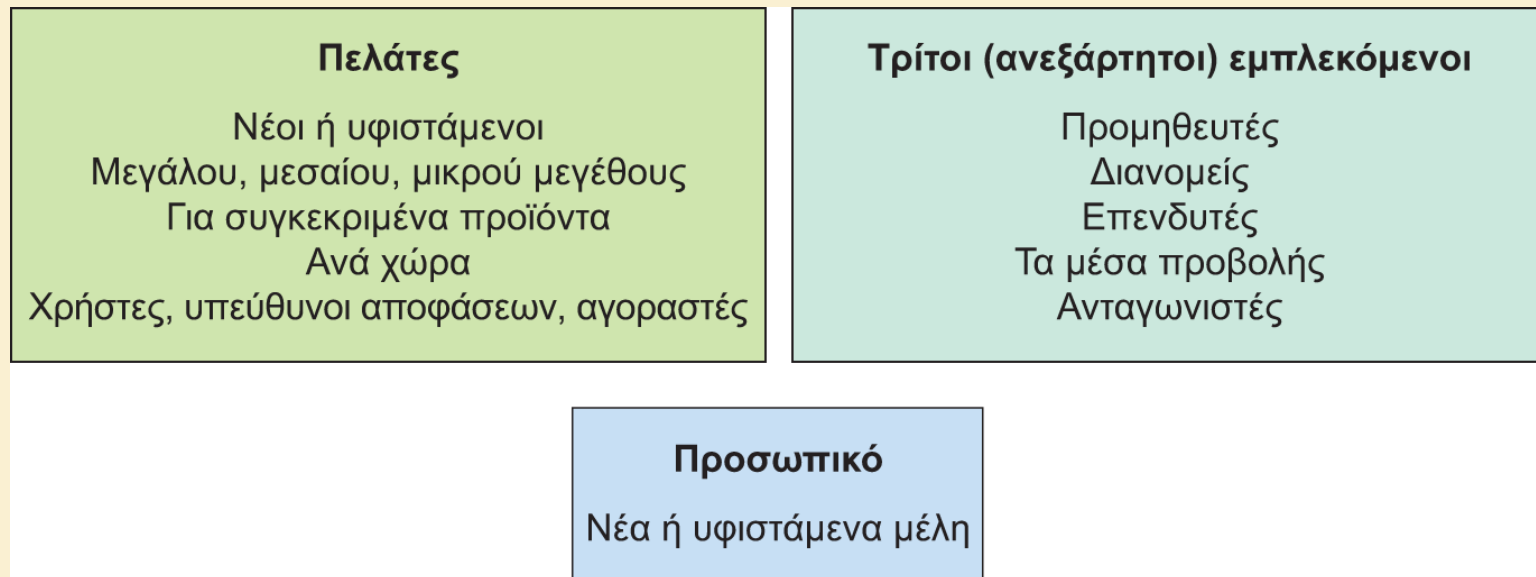 Πελάτες
Νέοι ή υφιστάμενοι
Μεγάλου, μεσαίου, μικρού μεγέθους
Για συγκεκριμένα προϊόντα
Ανά χώρα
Χρήστες, υπεύθυνοι αποφάσεων, αγοραστές
Τρίτοι (ανεξάρτητοι) εμπλεκόμενοι
Προμηθευτές
Διανομείς
Επενδυτές
Τα μέσα προβολής
Ανταγωνιστές
Προσωπικό
Νέα ή υφιστάμενα μέλη